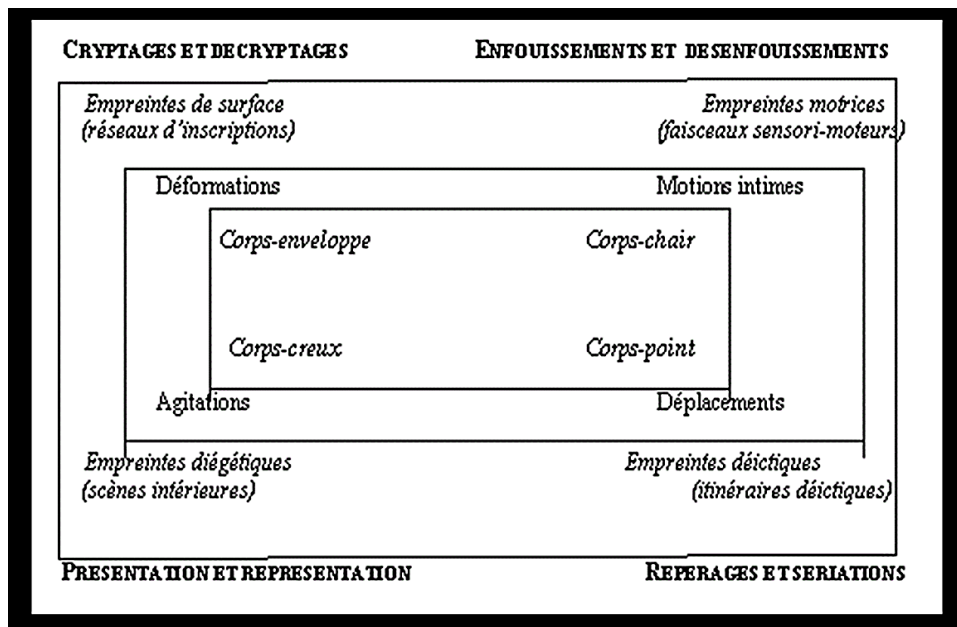 CRYPTAGES ET DECRYPTAGES ENFOUISSEMENTS ET DESENFOUISSEMENTS
Empreintes de surface Empreintes motrices
(réseaux d'inscriptions) (faisceaux sensori-moteurs)
Déformations Motions intimes
Corps-enveloppe Corps-chair
Corps-creux Corps-point
Agitations Déplacements
Empreintes diégétiques Empreintes déictiques
(scènes intérieures) (itinéraires déictiques)
PRESENTATION ET REPRESENTATION REPERAGES ET SERIATIONS